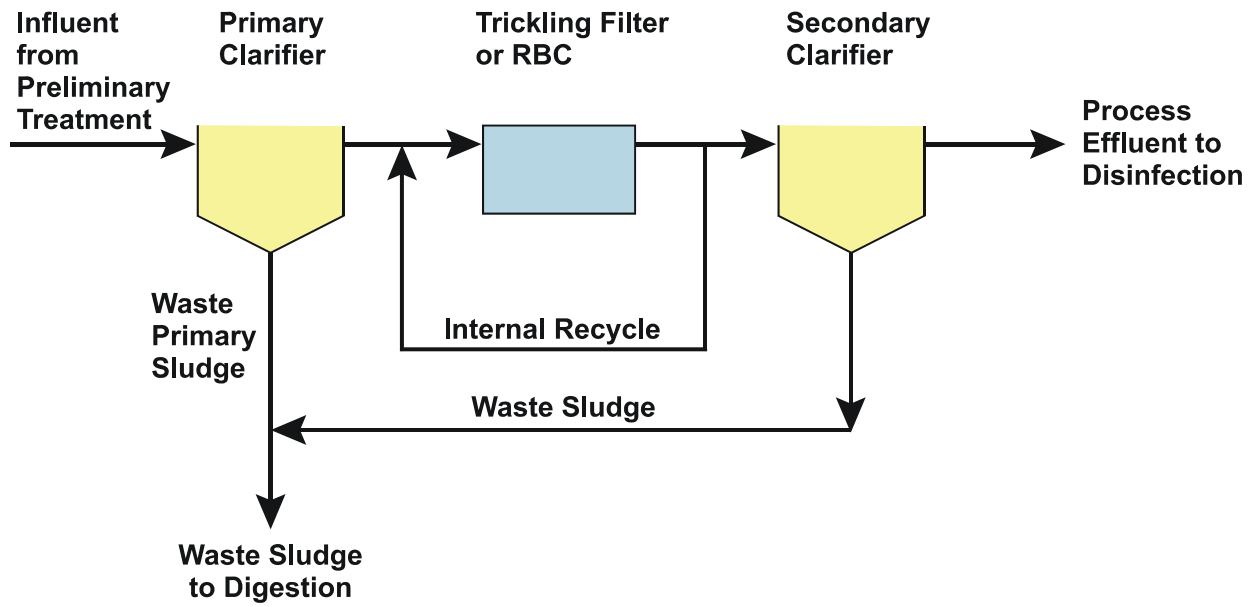 Influent
from
Preliminary
Treatment
Primary
Clarifier
Trickling Filter
or RBC
Secondary
Clarifier
Process
Effluent to
Disinfection
Waste
Primary
Sludge
Internal Recycle
Waste Sludge
Waste Sludge
to Digestion